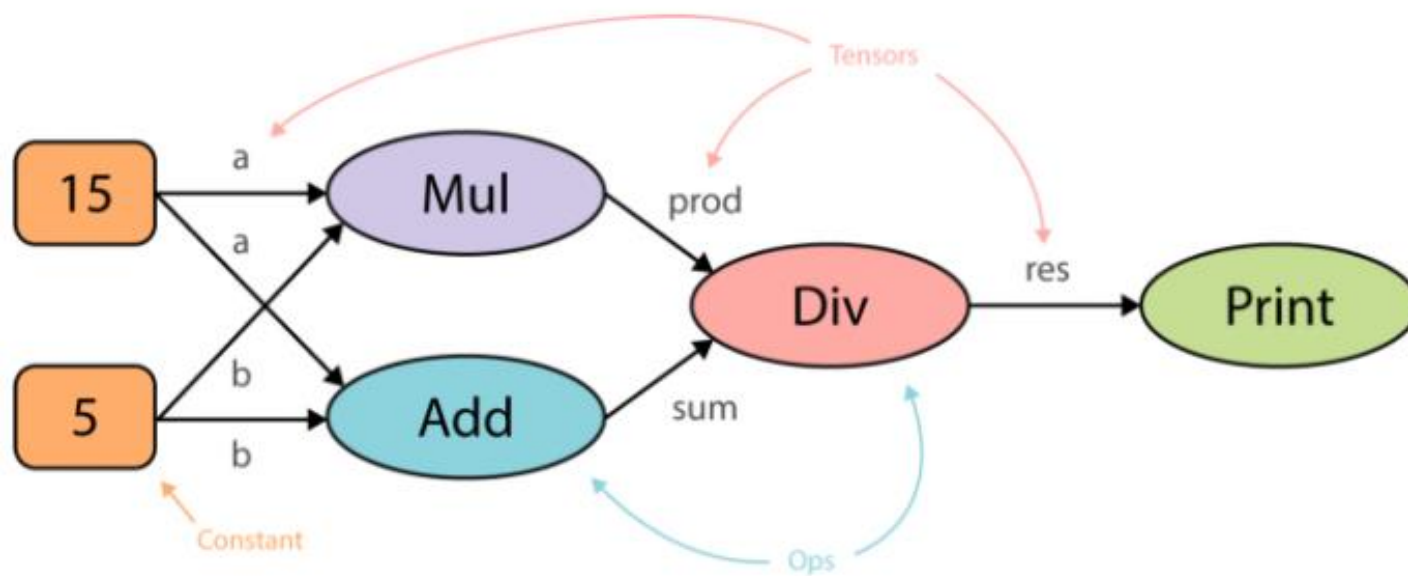 Tensors
15
a
Mul
prod
a
res
Div
Print
b
5
Add
sum
b
Constant
Ops